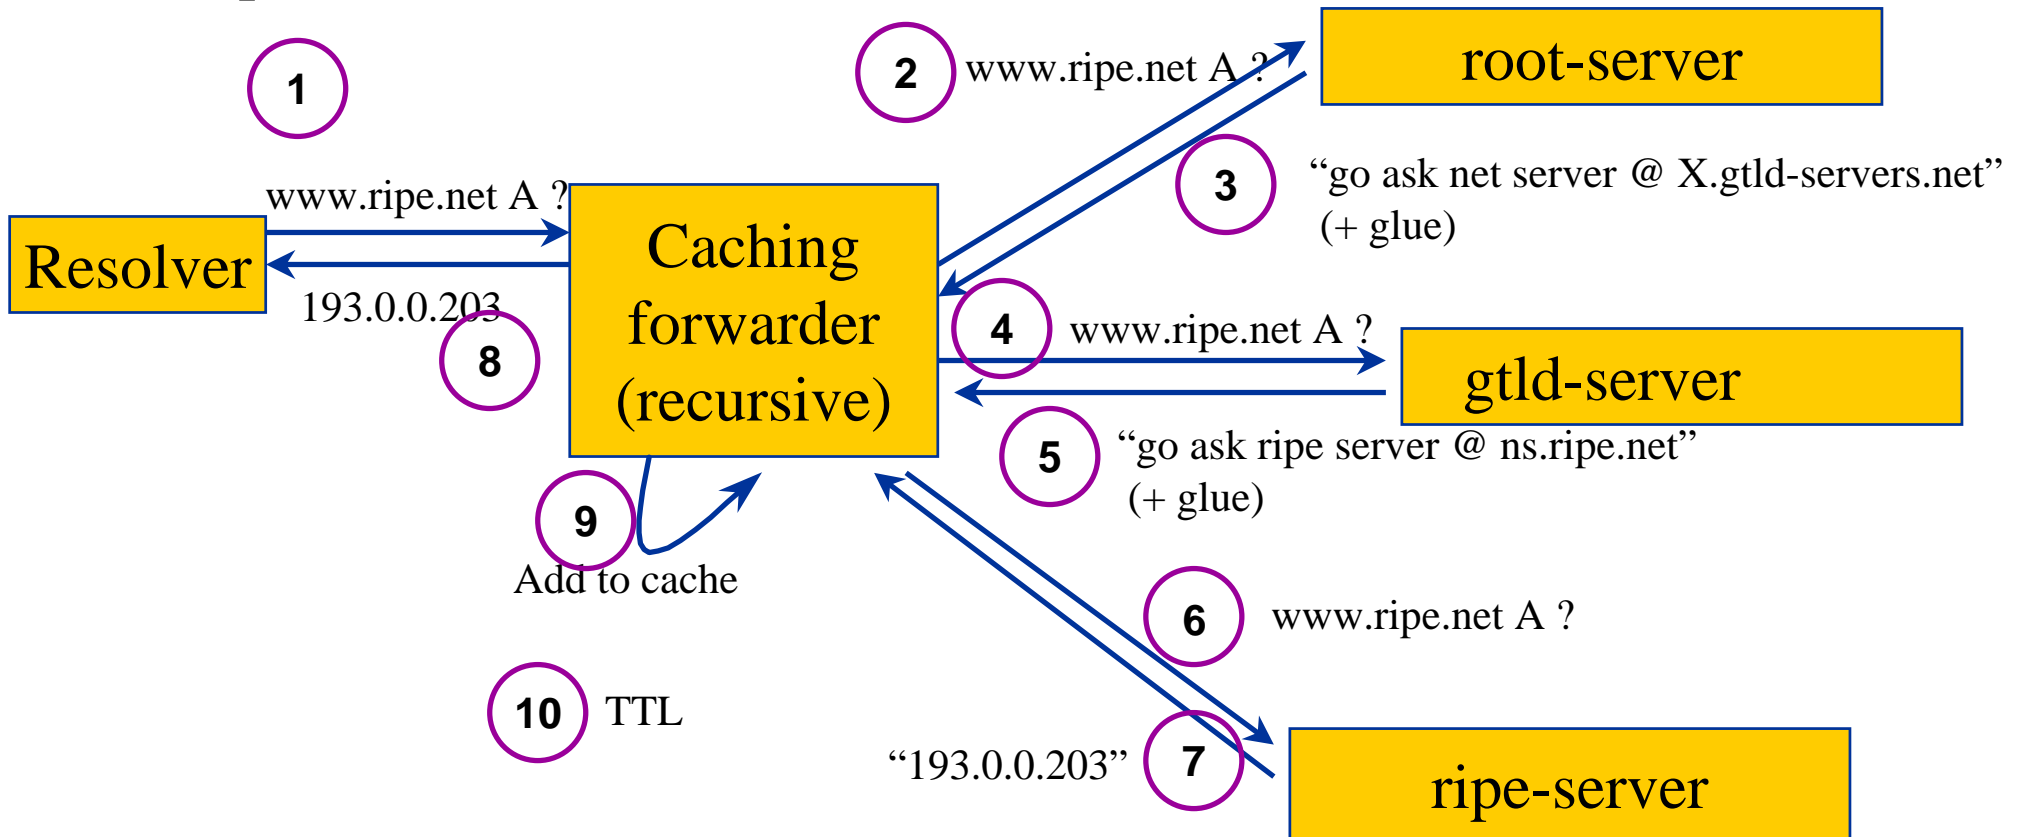 1
www.ripe.net A ?
Resolver
193.0.0.203
8
Caching
forwarder
(recursive)
2
www.ripe.net A ?
root-server
3
“go ask net server @ X.gtld-servers.net”
(+ glue)
4
www.ripe.net A ?
gtld-server
5
“go ask ripe server @ ns.ripe.net”
(+ glue)
9
Add to cache
6
www.ripe.net A ?
10
TTL
“193.0.0.203”
7
ripe-server